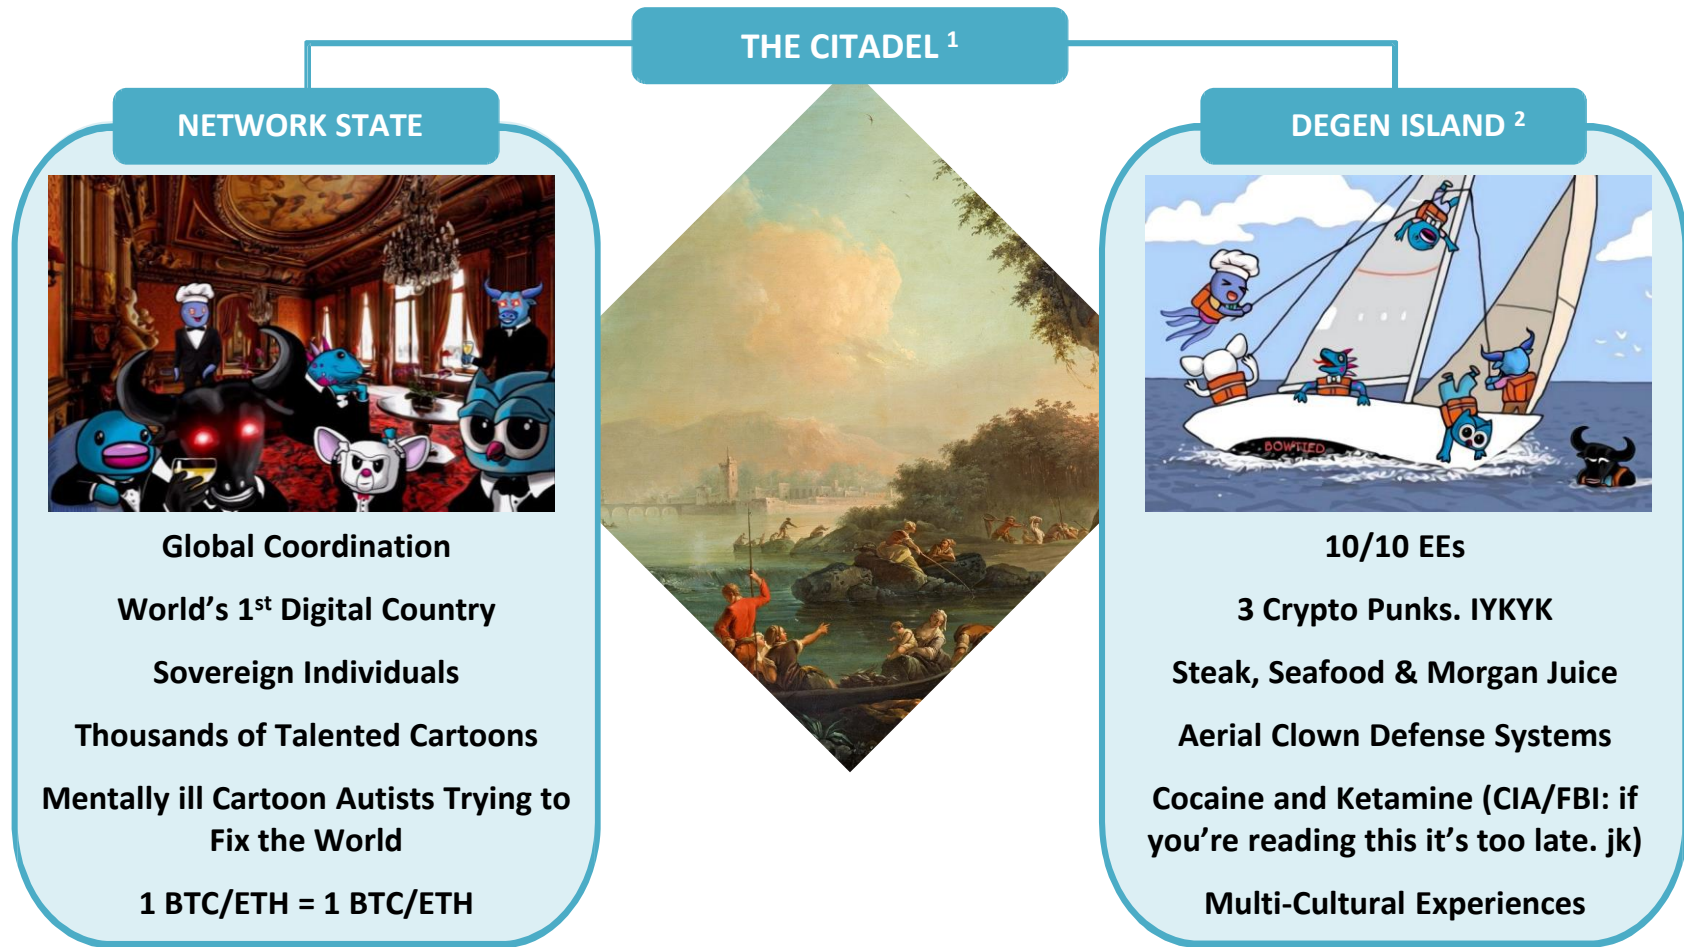 THE CITADEL 1
NETWORK STATE
Global Coordination
World’s 1st Digital Country
Sovereign Individuals
Thousands of Talented Cartoons
Mentally ill Cartoon Autists Trying to
Fix the World
1 BTC/ETH = 1 BTC/ETH
DEGEN ISLAND 2
BOWTIED
10/10 EEs
3 Crypto Punks. IYKYK
Steak, Seafood & Morgan Juice
Aerial Clown Defense Systems
Cocaine and Ketamine (CIA/FBI: if
you’re reading this it’s too late. jk)
Multi-Cultural Experiences